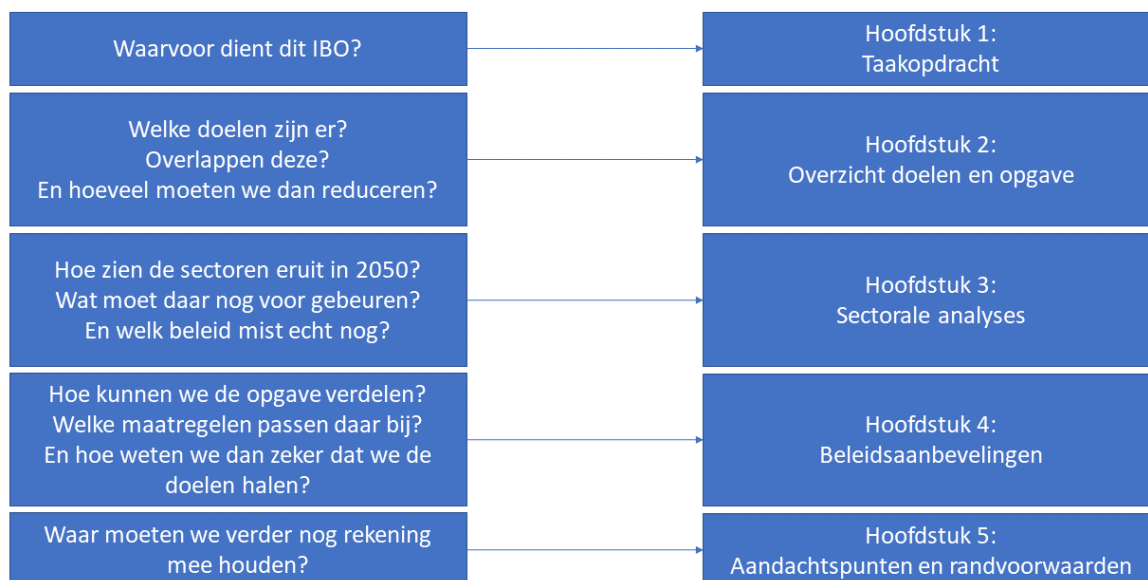 Waarvoor dient dit IBO?
Hoofdstuk 1:
Taakopdracht
Welke doelen zijn er?
Overlappen deze?
En hoeveel moeten we dan reduceren?
Hoofdstuk 2:
Overzicht doelen en opgave
Hoe zien de sectoren eruit in 2050?
Wat moet daar nog voor gebeuren?
En welk beleid mist echt nog?
Hoofdstuk 3:
Sectorale analyses
Hoe kunnen we de opgave verdelen?
Welke maatregelen passen daar bij?
En hoe weten we dan zeker dat we de
doelen halen?
Hoofdstuk 4:
Beleidsaanbevelingen
Waar moeten we verder nog rekening
mee houden?
Hoofdstuk 5:
Aandachtspunten en randvoorwaarden